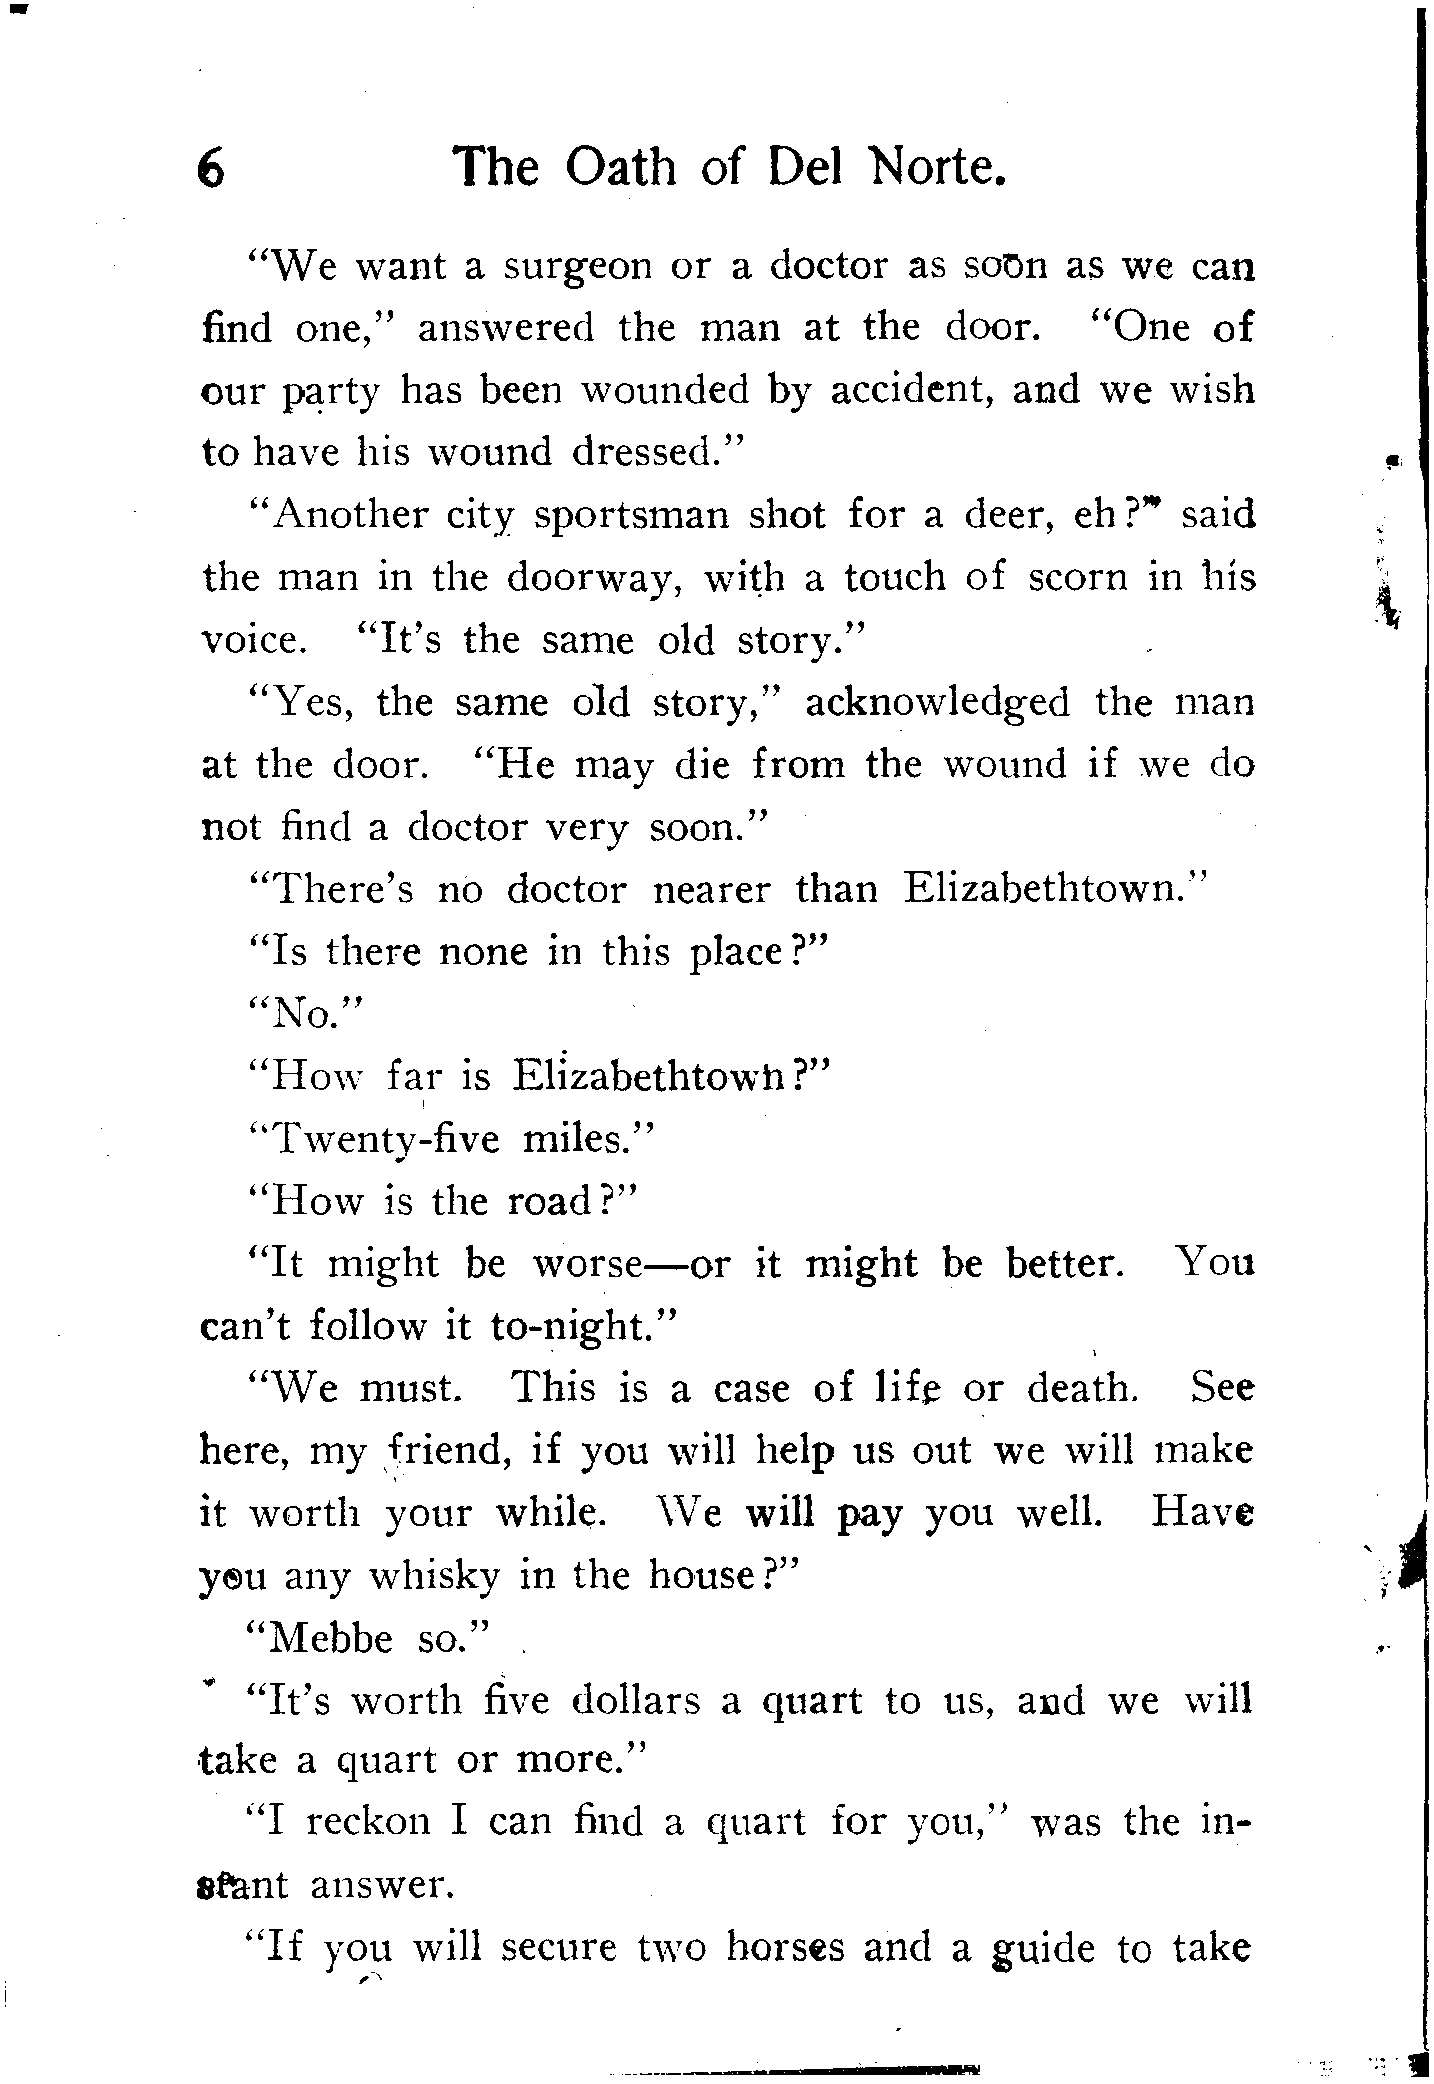 6 The Oath of Del Norte.
“We want a surgeon or a doctor as soon as we can
find one,” answered the man at the door. “One of
our party has been wounded by accident, and we wish
to have his wound dressed.”
“Another city sportsman shot for a deer, eh?” said
the man in the doorway, with a touch of scorn in his
voice. “It’s the same old story.”
“Yes, the same old story,” acknowledged the man
at the door. “He may die from the wound if we do
not find a doctor very soon.”
“There’s no doctor nearer than Elizabethtown.”
“Is there none in this place?”
“No.”
“How far is Elizabethtown?”
“Twenty-five miles.”
“How is the road?”
“It might be worse—or it might be better. You
can’t follow it to-night.”
“We must. This is a case of life or death. See
here, my friend, if you will help us out we will make
it worth your while. We will pay you well. Have
you any whisky in the house?”
“Mebbe so.”
“It’s worth five dollars a quart to us, and we will
take a quart or more.”
“I reckon I can find a quart for you,” was the in-
stant answer.
“If you will secure two horses and a guide to take